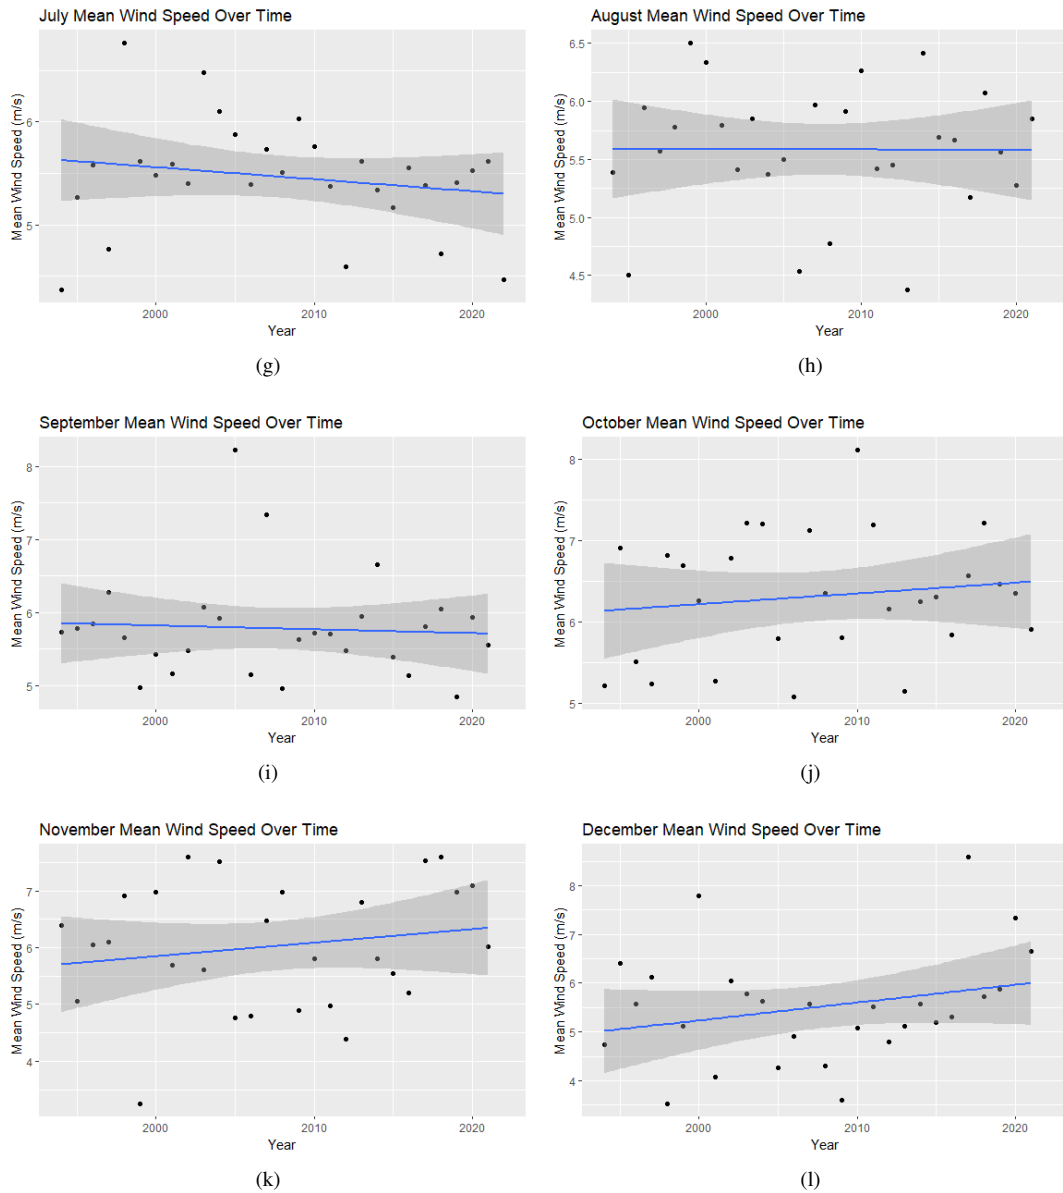 July Mean Wind Speed Over Time
Mean Wind Speed (m/s)
6
5
2000 2010 2020
Year
(g)
August Mean Wind Speed Over Time
Mean Wind Speed (m/s)
6.5
6.0
5.5
5.0
4.5
2000 2010 2020
Year
(h)
September Mean Wind Speed Over Time
Mean Wind Speed (m/s)
8
7
6
5
2000 2010 2020
Year
(i)
October Mean Wind Speed Over Time
Mean Wind Speed (m/s)
8
7
6
5
2000 2010 2020
Year
(j)
November Mean Wind Speed Over Time
Mean Wind Speed (m/s)
7
6
5
4
2000 2010 2020
Year
(k)
December Mean Wind Speed Over Time
Mean Wind Speed (m/s)
8
7
6
5
4
2000 2010 2020
Year
(l)